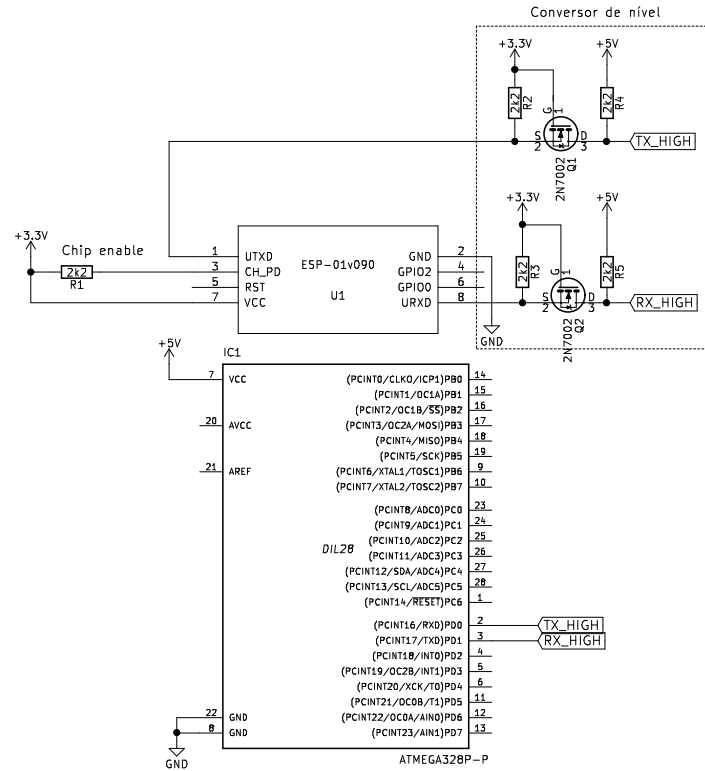 Conversor de nível
+3.3V
+5V
R2
2k2
R4
2k2
G
1
S
D
2
3
2N7002
Q1
TX_HIGH
+3.3V
+5V
R3
2k2
R5
2k2
G
1
S
D
2
3
2N7002
Q2
RX_HIGH
+3.3V
Chip enable
2k2
R1
ESP-01v090
U1
1 UTXD
3 CH_PD
5 RST
7 VCC
GND 2
GPIO2 4
GPIO0 6
URXD 8
GND
+5V
IC1
7 VCC
20 AVCC
21 AREF
22 GND
8 GND
GND
DIL28
(PCINT0/CLKO/ICP1)PB0 14
(PCINT1/OC1A)PB1 15
(PCINT2/OC1B/SS)PB2 16
(PCINT3/OC2A/MOSI)PB3 17
(PCINT4/MISO)PB4 18
(PCINT5/SCK)PB5 19
(PCINT6/XTAL1/TOSC1)PB6 9
(PCINT7/XTAL2/TOSC2)PB7 10
(PCINT8/ADC0)PC0 23
(PCINT9/ADC1)PC1 24
(PCINT10/ADC2)PC2 25
(PCINT11/ADC3)PC3 26
(PCINT12/SDA/ADC4)PC4 27
(PCINT13/SCL/ADC5)PC5 28
(PCINT14/RESET)PC6 1
(PCINT16/RXD)PD0 2 TX_HIGH
(PCINT17/TXD)PD1 3 RX_HIGH
(PCINT18/INT0)PD2 4
(PCINT19/OC2B/INT1)PD3 5
(PCINT20/XCK/T0)PD4 6
(PCINT21/OC0B/T1)PD5 11
(PCINT22/OC0A/AIN0)PD6 12
(PCINT23/AIN1)PD7 13
ATMEGA328P-P